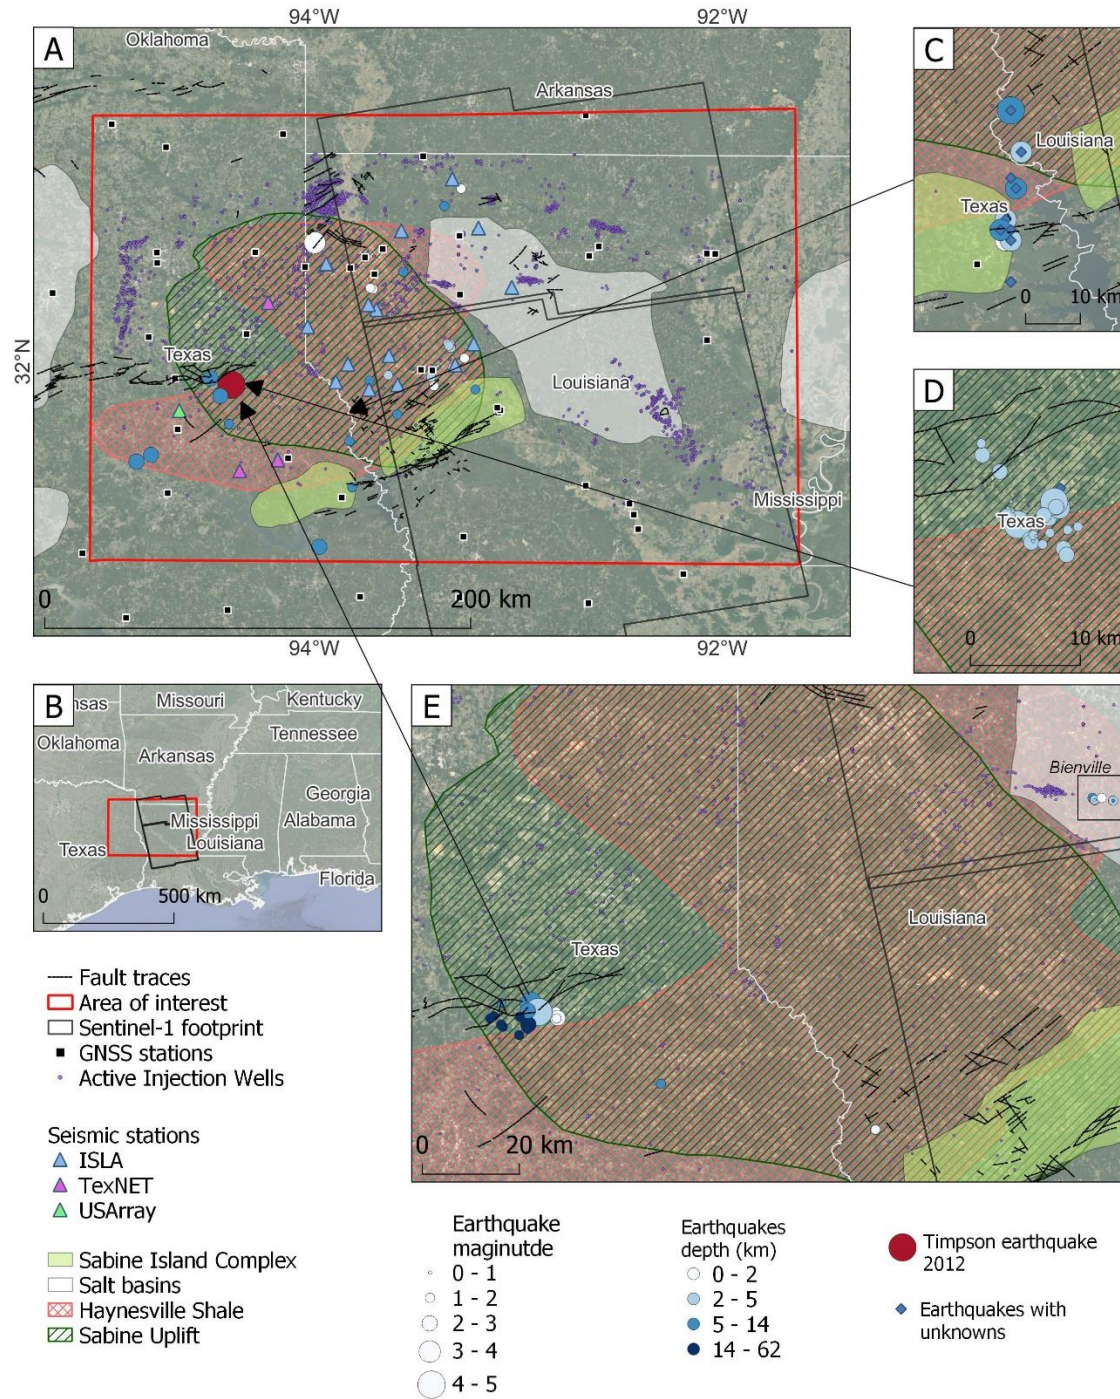 94°W
92°W
A
Oklahoma
Arkansas
32°N
Texas
Louisiana
Mississippi
0
200 km
94°W
92°W
C
Louisiana
Texas
0
10 km
D
Texas
0
10 km
B
nsas
Missouri
Kentucky
Oklahoma
Arkansas
Tennessee
Georgia
Mississippi
Alabama
Louisiana
Texas
Florida
0
500 km
E
Bienville
Louisiana
Texas
0
20 km
Fault traces
Area of interest
Sentinel-1 footprint
GNSS stations
Active Injection Wells
Seismic stations
ISLA
TexNET
USArray
Sabine Island Complex
Salt basins
Haynesville Shale
Sabine Uplift
Earthquake
maginutde
0 - 1
1 - 2
2 - 3
3 - 4
4 - 5
Earthquakes
depth (km)
0 - 2
2 - 5
5 - 14
14 - 62
Timpson earthquake
2012
Earthquakes with
unknowns